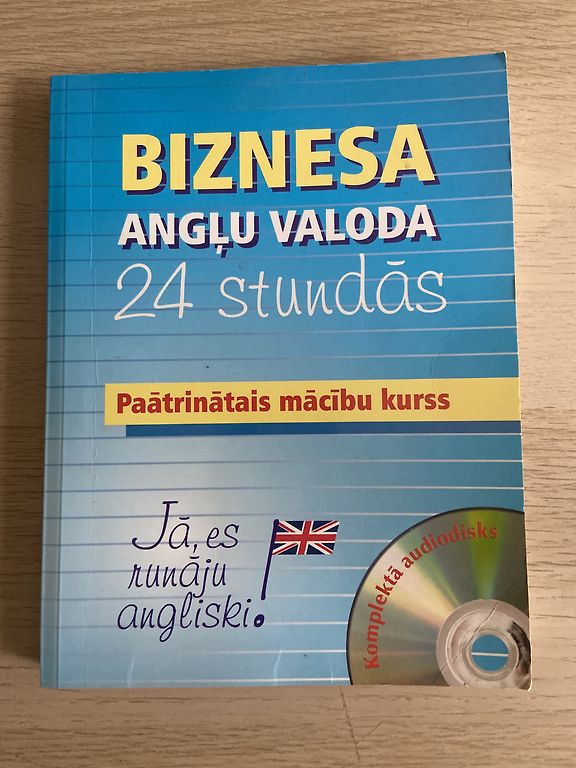 BIZNESA
ANGĻU VALODA
24 stundās
Paātrinātais mācību kurss
Jā, es
runāju
angliski.
Komplektā audiodisks